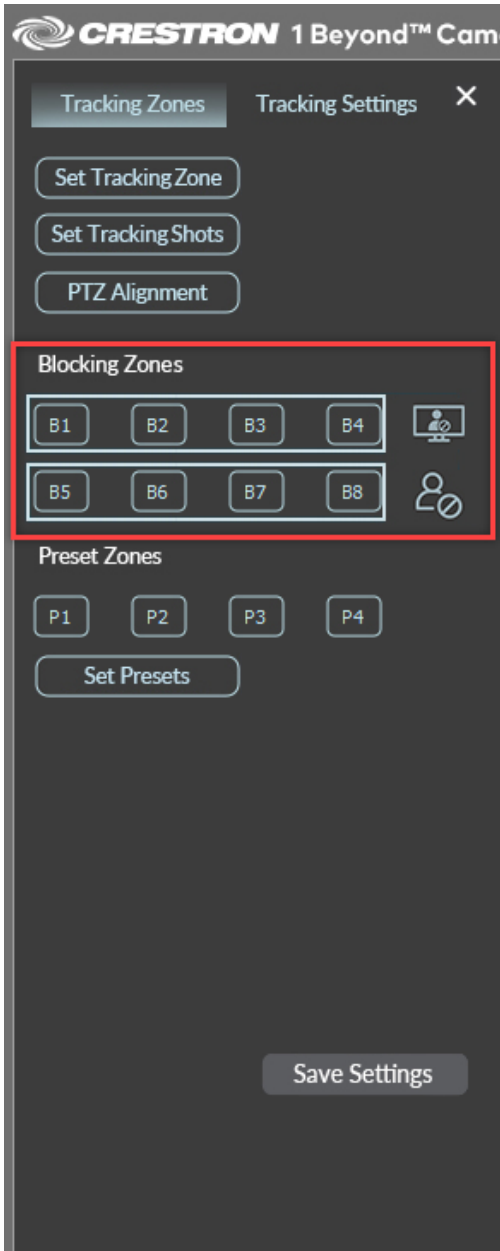 CRESTRON 1 Beyond™ Cam
Tracking Zones Tracking Settings ×
Set Tracking Zone
Set Tracking Shots
PTZ Alignment
Blocking Zones
B1 B2 B3 B4
B5 B6 B7 B8
Preset Zones
P1 P2 P3 P4
Set Presets
Save Settings